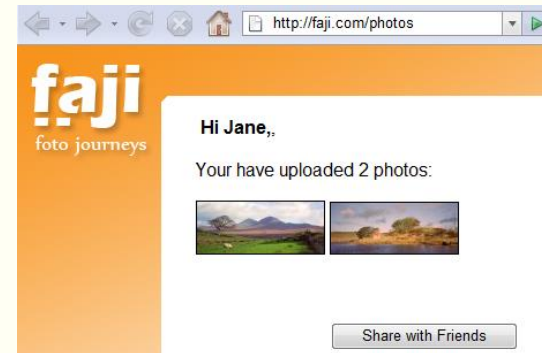 http://faji.com/photos
faji
foto journeys
Hi Jane,,
Your have uploaded 2 photos:
Share with Friends